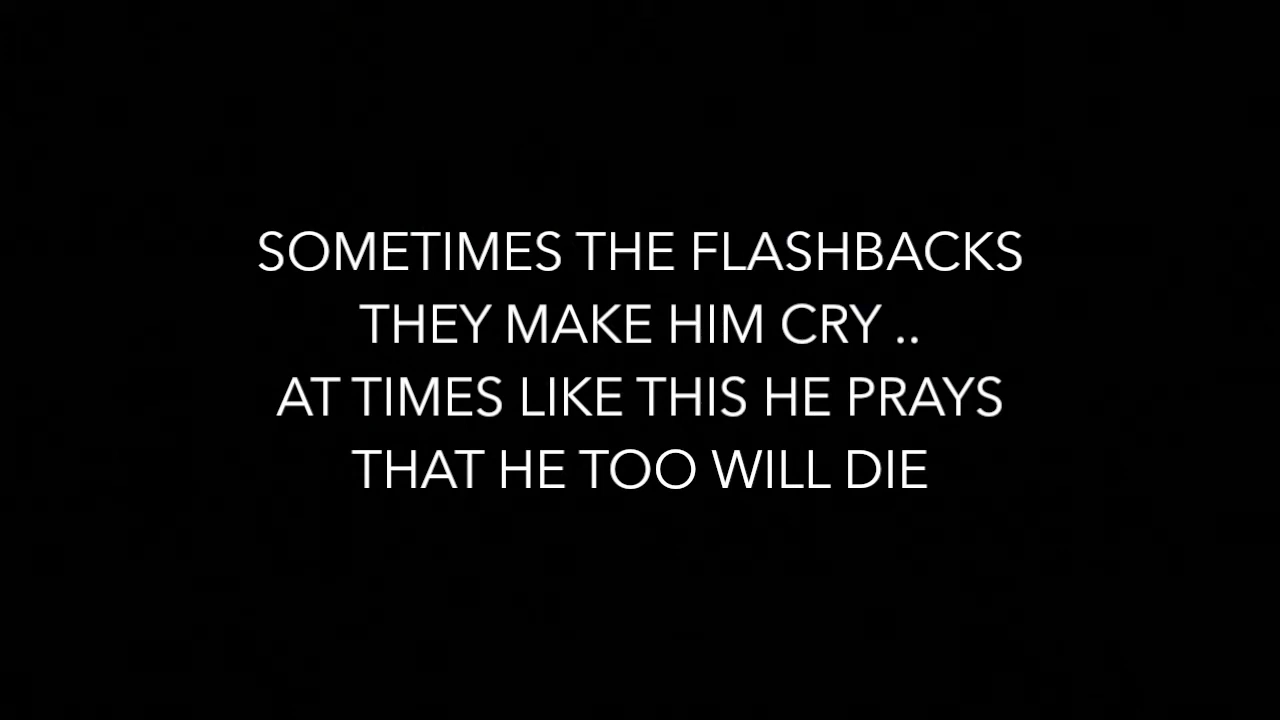 SOMETIMES THE FLASHBACKS
THEY MAKE HIM CRY ..
AT TIMES LIKE THIS HE PRAYS
THAT HE TOO WILL DIE